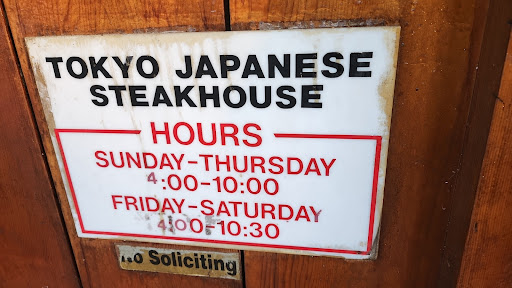 TOKYO JAPANESE
STEAKHOUSE
HOURS
SUNDAY-THURSDAY
4:00-10:00
FRIDAY-SATURDAY
4:00-10:30
No Soliciting